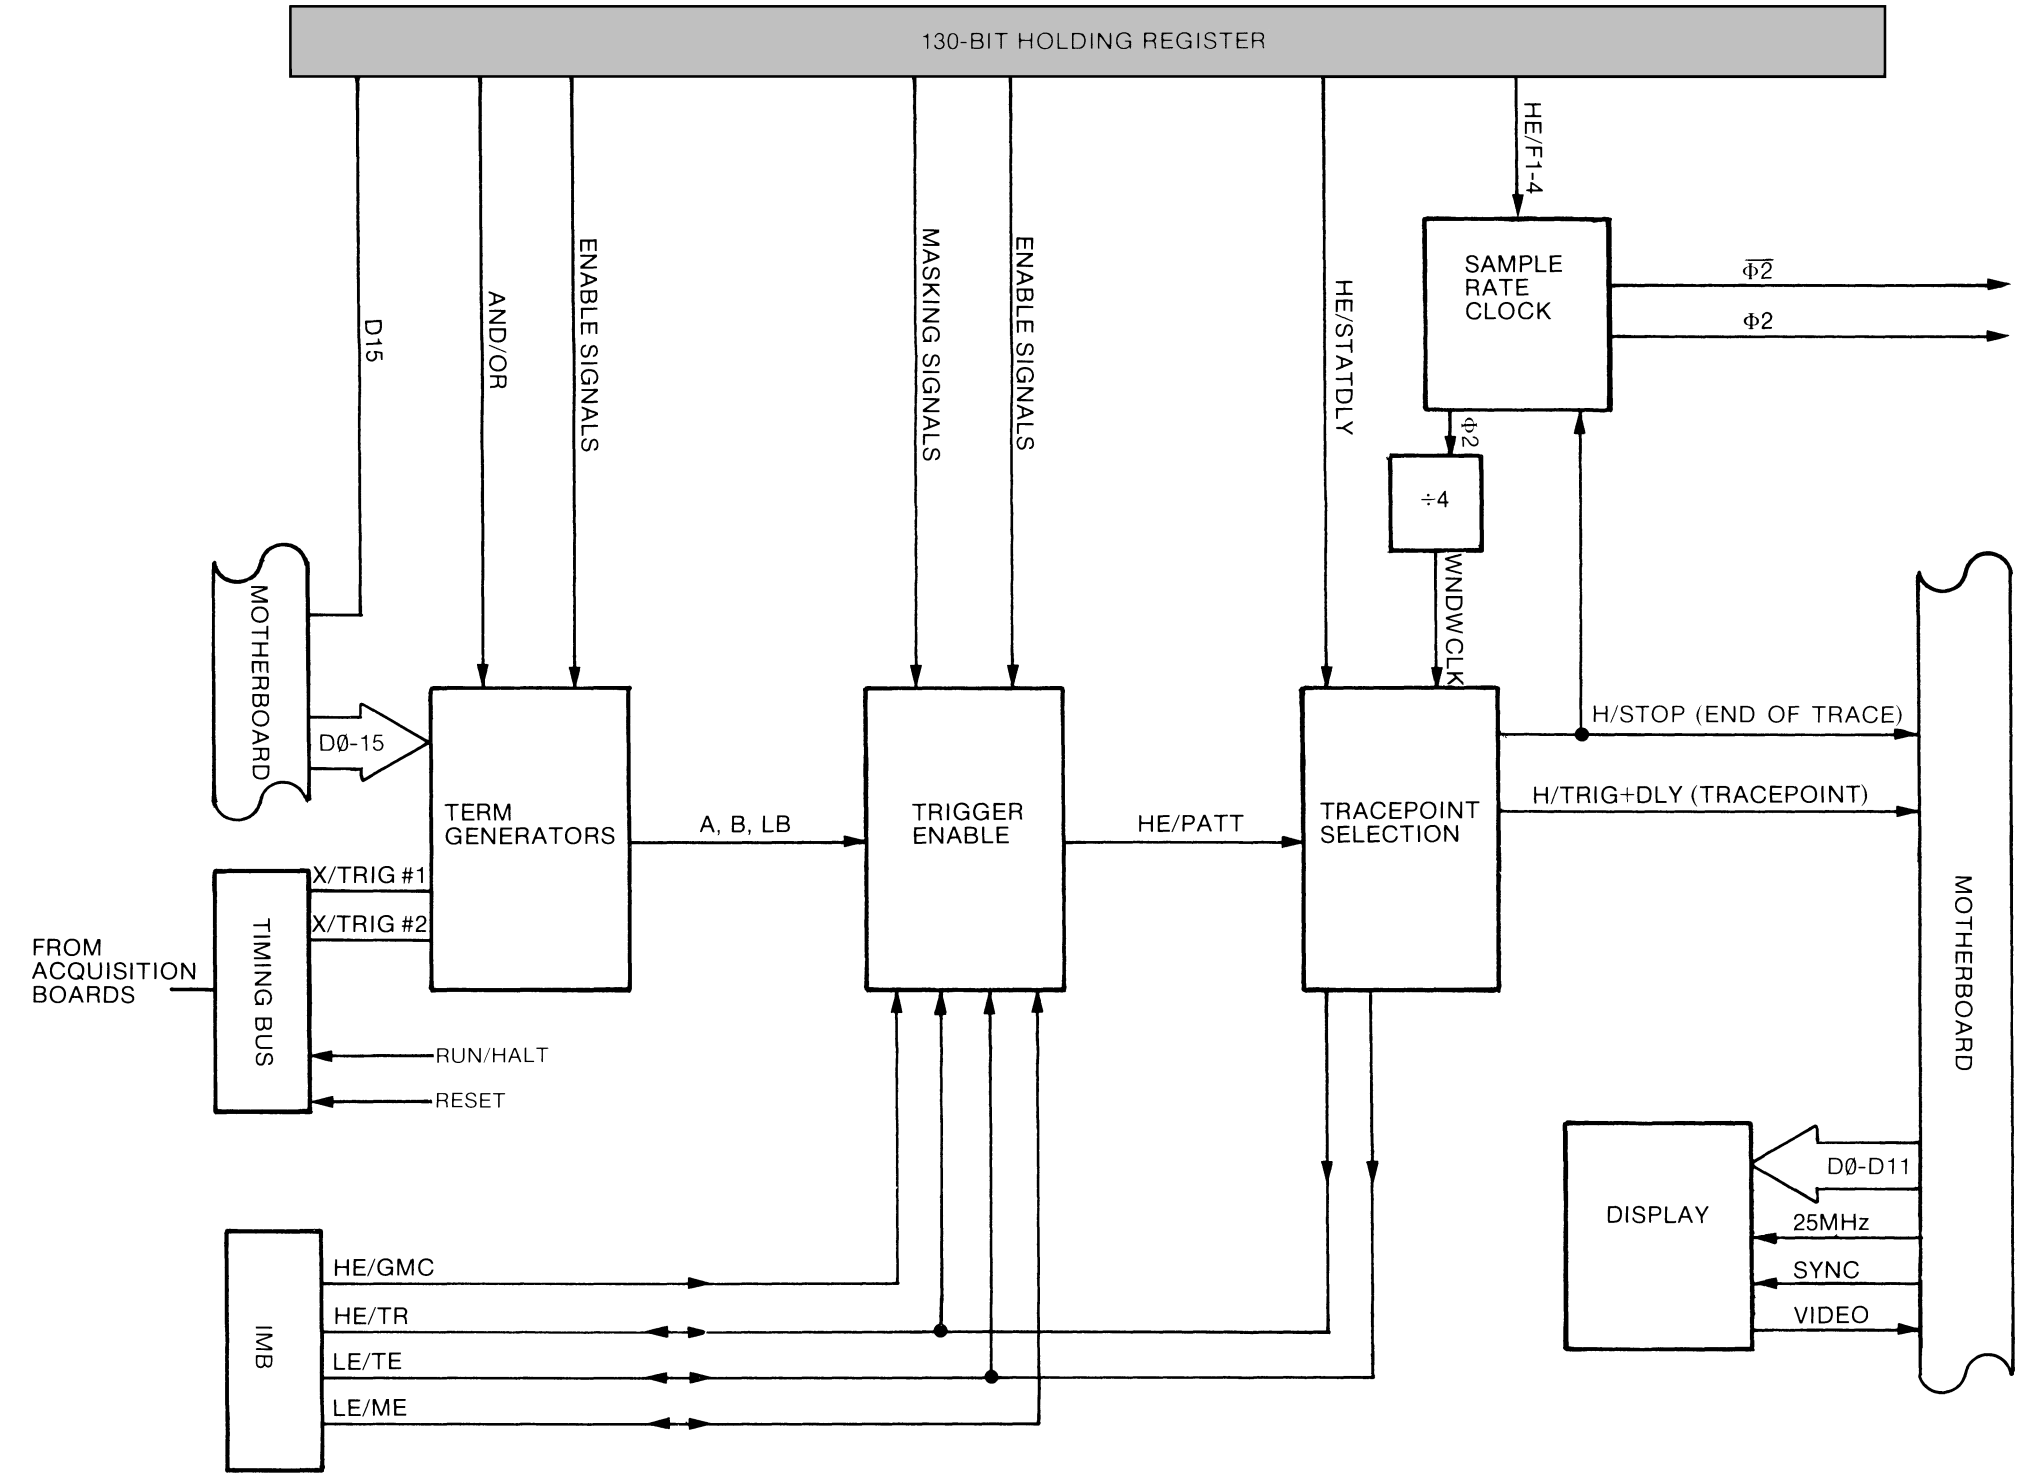 130-BIT HOLDING REGISTER
HE/F1-4
D15
AND/OR
ENABLE SIGNALS
MASKING SIGNALS
ENABLE SIGNALS
HE/STATDLY
SAMPLE
RATE
CLOCK
Φ̅2̅
Φ2
Φ2
÷4
WNDWCLK
MOTHERBOARD
DØ-15
TERM
GENERATORS
A, B, LB
TRIGGER
ENABLE
HE/PATT
TRACEPOINT
SELECTION
H/STOP (END OF TRACE)
H/TRIG+DLY (TRACEPOINT)
MOTHERBOARD
X/TRIG #1
X/TRIG #2
FROM
ACQUISITION
BOARDS
TIMING BUS
RUN/HALT
RESET
DISPLAY
DØ-D11
25MHz
SYNC
VIDEO
IMB
HE/GMC
HE/TR
LE/TE
LE/ME